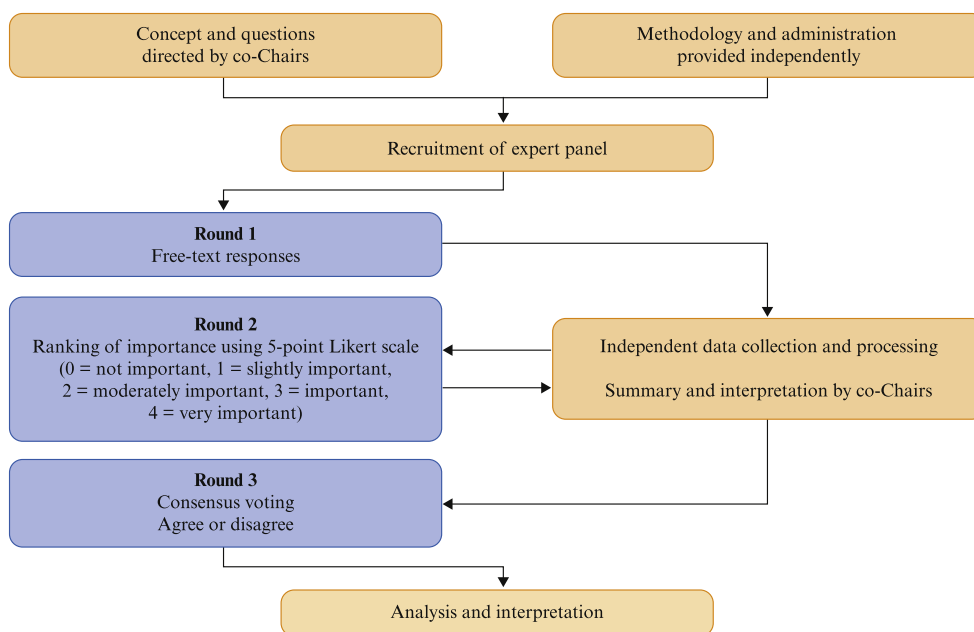 Concept and questions
directed by co-Chairs
Methodology and administration
provided independently
Recruitment of expert panel
Round 1
Free-text responses
Round 2
Ranking of importance using 5-point Likert scale
(0 = not important, 1 = slightly important,
2 = moderately important, 3 = important,
4 = very important)
Independent data collection and processing
Summary and interpretation by co-Chairs
Round 3
Consensus voting
Agree or disagree
Analysis and interpretation